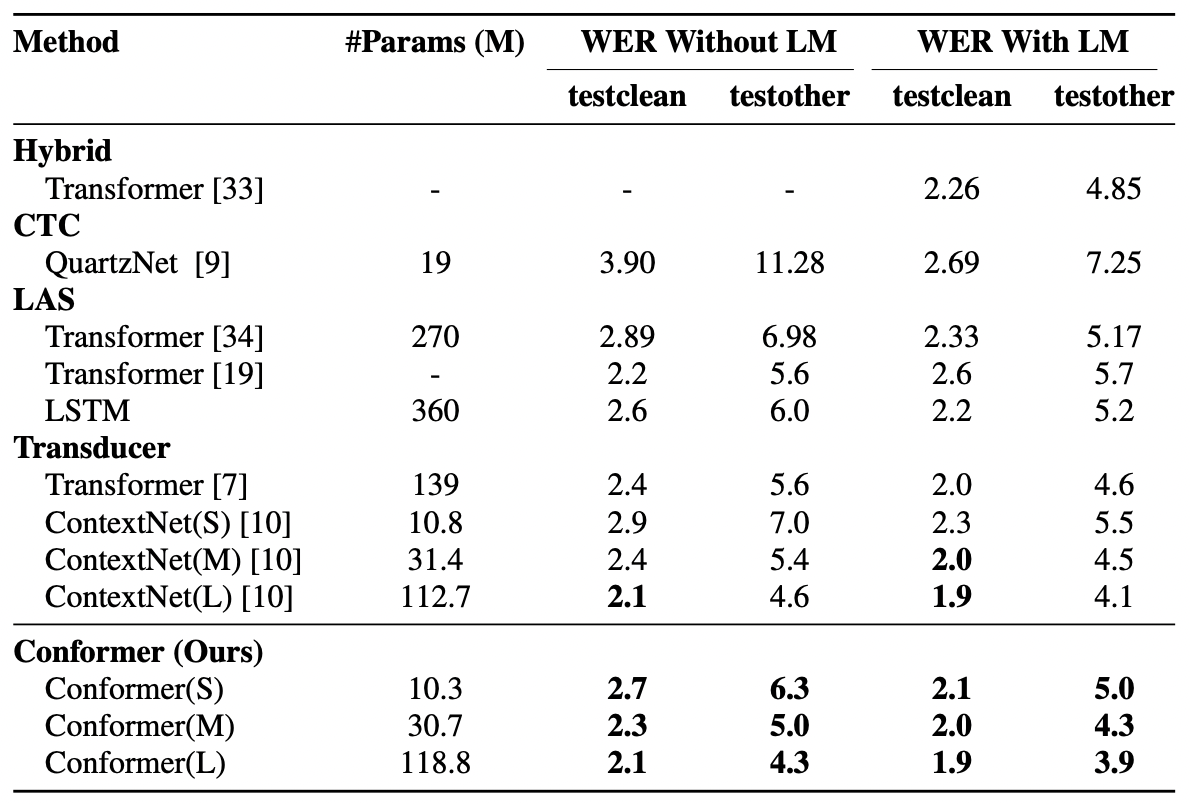 Method #Params (M) WER Without LM WER With LM
testclean testother testclean testother
Hybrid
Transformer [33] - - - 2.26 4.85
CTC
QuartzNet [9] 19 3.90 11.28 2.69 7.25
LAS
Transformer [34] 270 2.89 6.98 2.33 5.17
Transformer [19] - 2.2 5.6 2.6 5.7
LSTM 360 2.6 6.0 2.2 5.2
Transducer
Transformer [7] 139 2.4 5.6 2.0 4.6
ContextNet(S) [10] 10.8 2.9 7.0 2.3 5.5
ContextNet(M) [10] 31.4 2.4 5.4 2.0 4.5
ContextNet(L) [10] 112.7 2.1 4.6 1.9 4.1
Conformer (Ours)
Conformer(S) 10.3 2.7 6.3 2.1 5.0
Conformer(M) 30.7 2.3 5.0 2.0 4.3
Conformer(L) 118.8 2.1 4.3 1.9 3.9